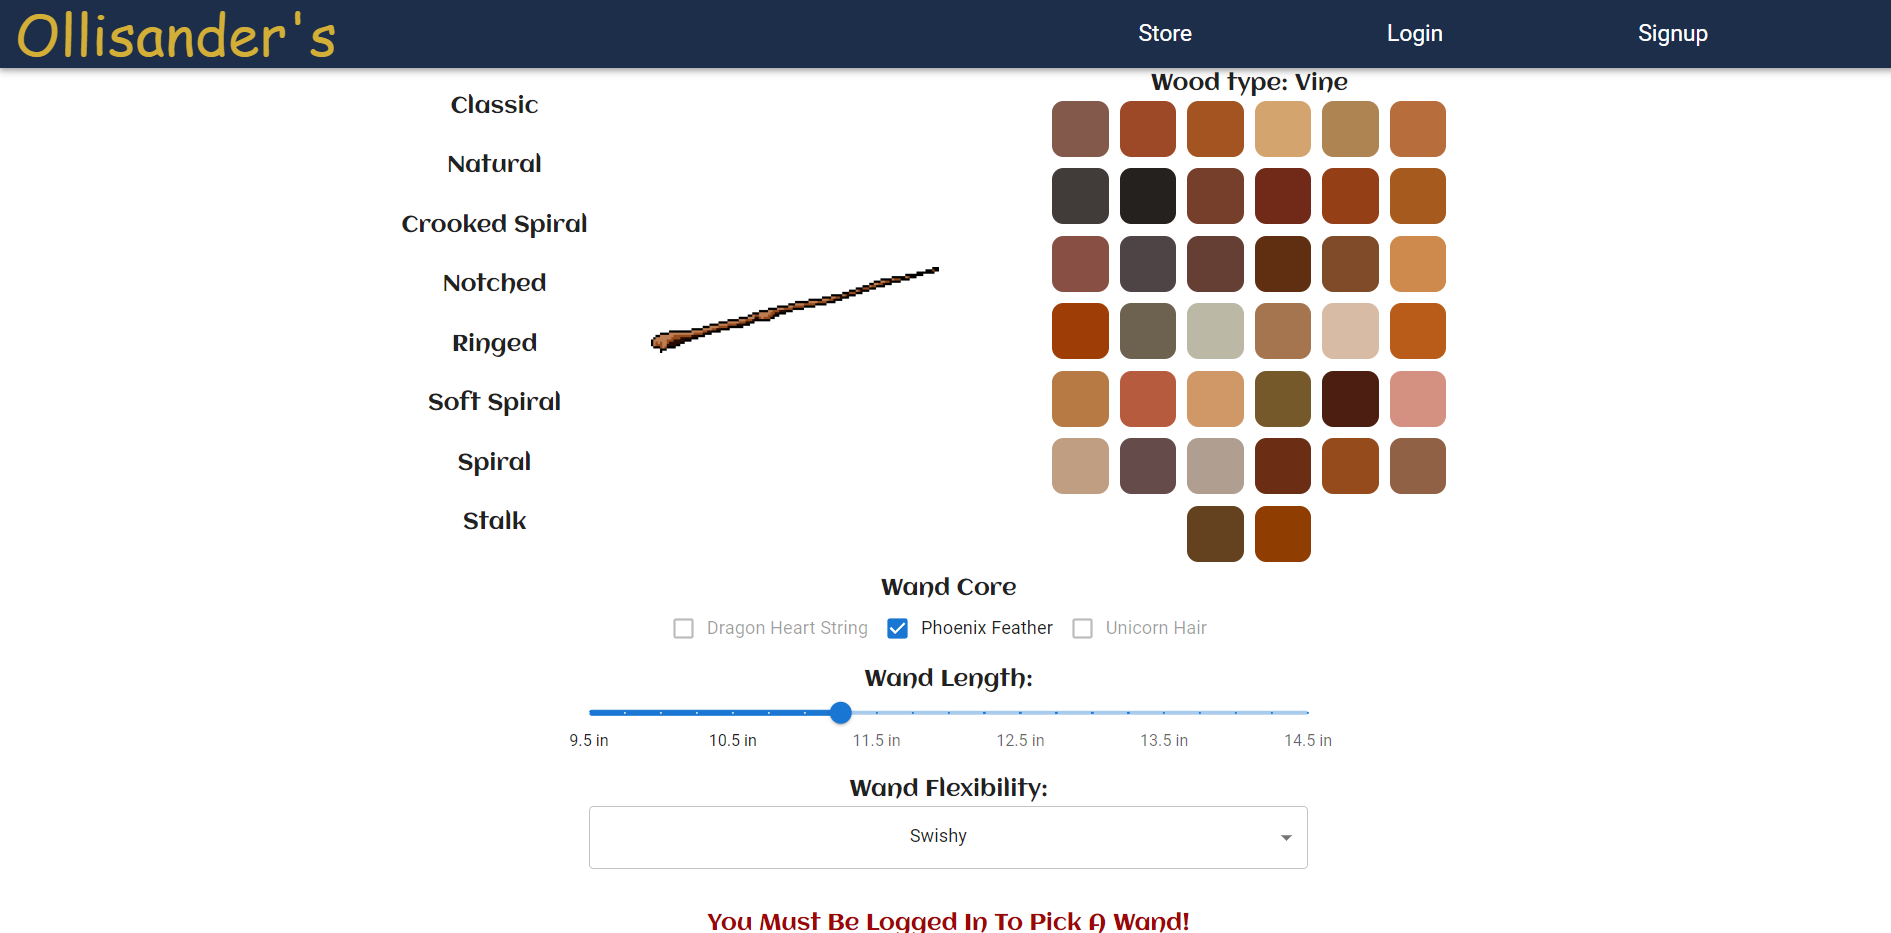 Ollisander's
Store
Login
Signup
Classic
Natural
Crooked Spiral
Notched
Ringed
Soft Spiral
Spiral
Stalk
Wood type: Vine
Wand Core
Dragon Heart String
Phoenix Feather
Unicorn Hair
Wand Length:
9.5 in
10.5 in
11.5 in
12.5 in
13.5 in
14.5 in
Wand Flexibility:
Swishy
You Must Be Logged In To Pick A Wand!